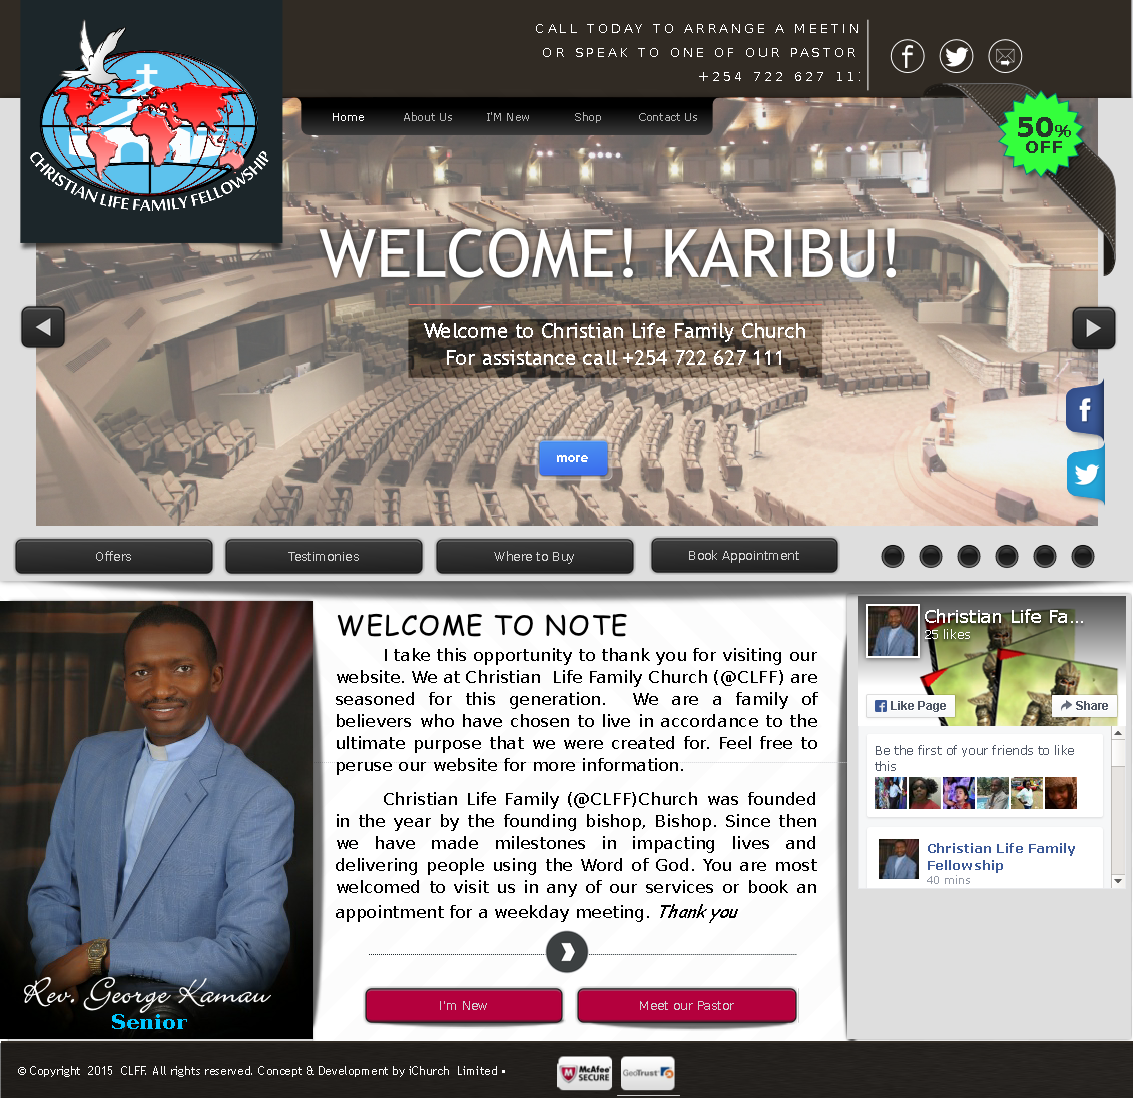 CALL TODAY TO ARRANGE A MEETIN
OR SPEAK TO ONE OF OUR PASTOR
+254 722 627 11
CHRISTIAN LIFE FAMILY FELLOWSHIP
Home About Us I'M New Shop Contact Us
50%
OFF
WELCOME! KARIBU!
Welcome to Christian Life Family Church
For assistance call +254 722 627 111
more
Offers Testimonies Where to Buy Book Appointment
WELCOME TO NOTE
I take this opportunity to thank you for visiting our
website. We at Christian Life Family Church (@CLFF) are
seasoned for this generation. We are a family of
believers who have chosen to live in accordance to the
ultimate purpose that we were created for. Feel free to
peruse our website for more information.
Christian Life Family (@CLFF)Church was founded
in the year by the founding bishop, Bishop. Since then
we have made milestones in impacting lives and
delivering people using the Word of God. You are most
welcomed to visit us in any of our services or book an
appointment for a weekday meeting. Thank you
Rev. George Kamau
Senior
I'm New Meet our Pastor
Christian Life Fa...
25 likes
Like Page Share
Be the first of your friends to like
this
Christian Life Family
Fellowship
40 mins
© Copyright 2015 CLFF. All rights reserved. Concept & Development by iChurch Limited •
McAfee
SECURE
GeoTrust